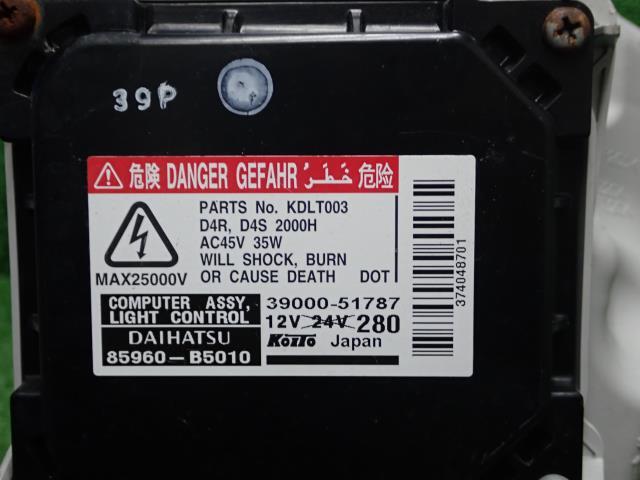 39P
危険 DANGER GEFAHR خَطَرْ 危险
PARTS No. KDLT003
D4R, D4S 2000H
AC45V 35W
WILL SHOCK, BURN
OR CAUSE DEATH DOT
MAX25000V
COMPUTER ASSY,
LIGHT CONTROL
39000-51787
12V 24V 280
DAIHATSU
85960-B5010
KOITO Japan
374048701